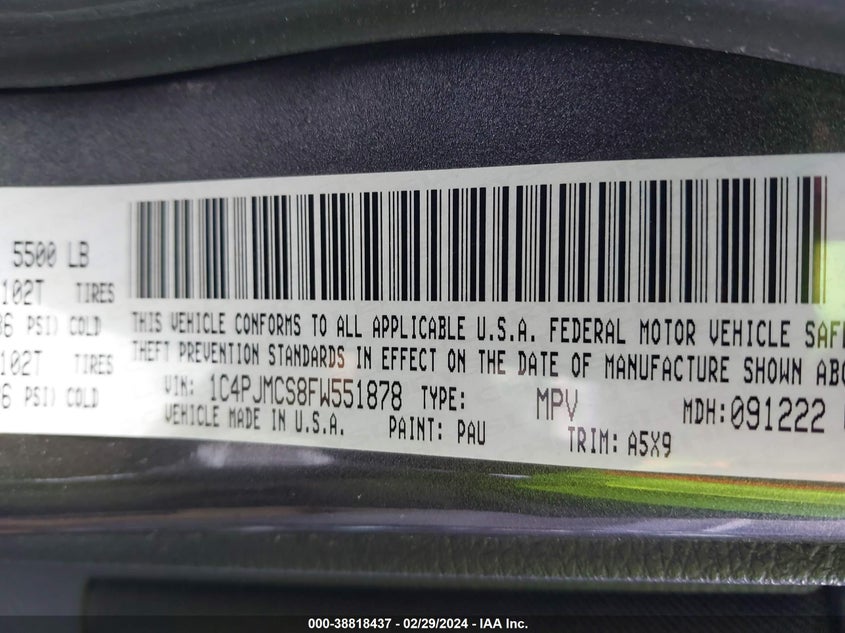 5500 LB
102T TIRES
36 PSI) COLD
102T TIRES
6 PSI) COLD
THIS VEHICLE CONFORMS TO ALL APPLICABLE U.S.A. FEDERAL MOTOR VEHICLE SAF
THEFT PREVENTION STANDARDS IN EFFECT ON THE DATE OF MANUFACTURE SHOWN ABO
VIN: 1C4PJMCS8FW551878 TYPE: MPV MDH: 091222
VEHICLE MADE IN U.S.A. PAINT: PAU TRIM: A5X9
000-38818437 - 02/29/2024 - IAA Inc.